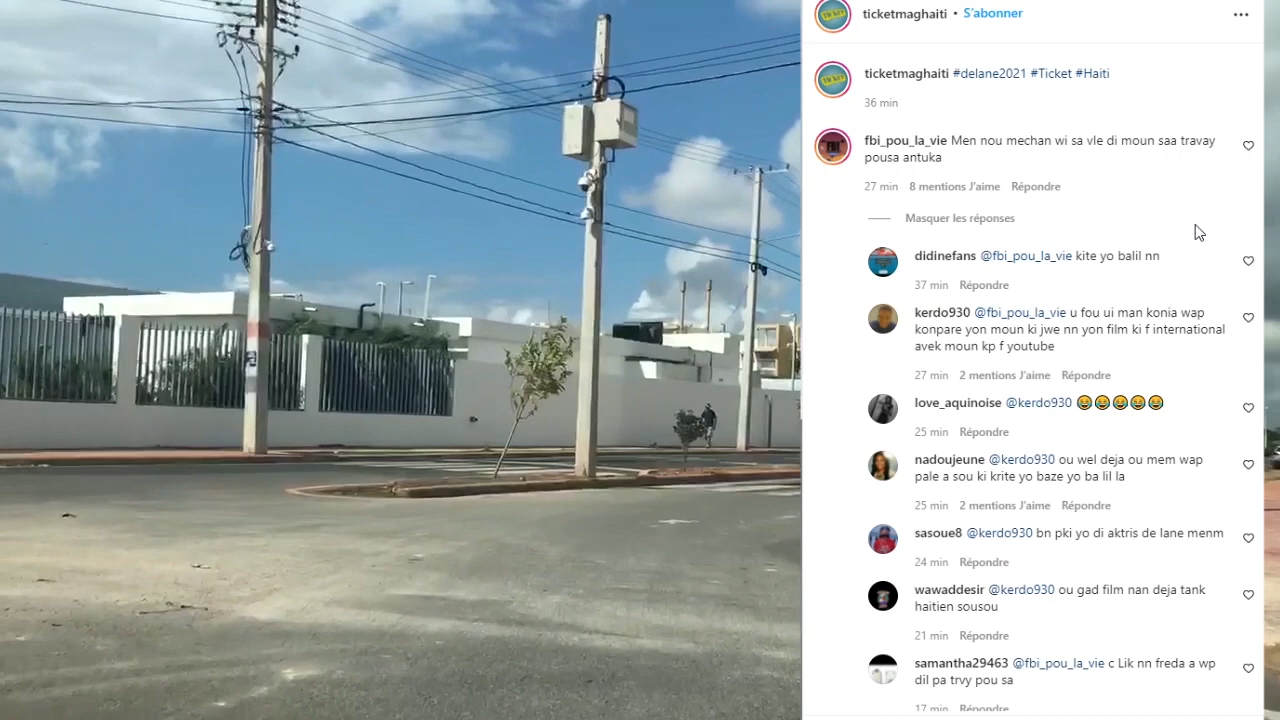 ticketmaghaiti • S'abonner
ticketmaghaiti #delane2021 #Ticket #Haiti
36 min
fbi_pou_la_vie Men nou mechan wi sa vle di moun saa travay
pousa antuka
27 min 8 mentions J'aime Répondre
Masquer les réponses
didinefans @fbi_pou_la_vie kite yo balil nn
37 min Répondre
kerdo930 @fbi_pou_la_vie u fou ui man konia wap
konpare yon moun ki jwe nn yon film ki f international
avek moun kp f youtube
27 min 2 mentions J'aime Répondre
love_aquinoise @kerdo930 😂😂😂😂😂
25 min Répondre
nadoujeune @kerdo930 ou wel deja ou mem wap
pale a sou ki krite yo baze yo ba lil la
25 min 2 mentions J'aime Répondre
sasoue8 @kerdo930 bn pki yo di aktris de lane menm
24 min Répondre
wawaddesir @kerdo930 ou gad film nan deja tank
haitien sousou
21 min Répondre
samantha29463 @fbi_pou_la_vie c Lik nn freda a wp
dil pa trvy pou sa
17 min Répondre